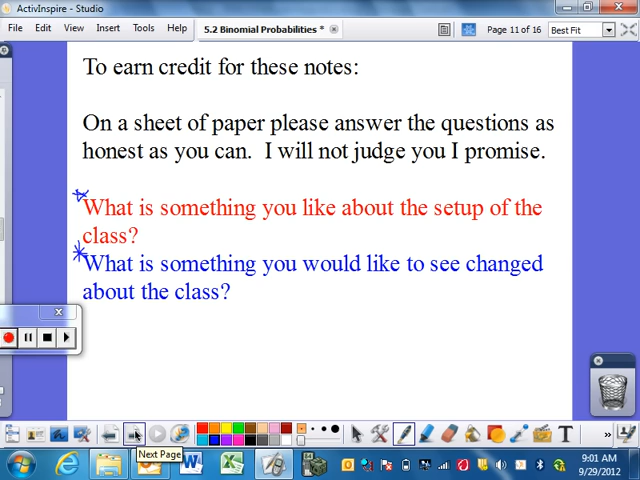 ActivInspire - Studio
File Edit View Insert Tools Help 5.2 Binomial Probabilities * Page 11 of 16 Best Fit
To earn credit for these notes:
On a sheet of paper please answer the questions as
honest as you can. I will not judge you I promise.
What is something you like about the setup of the
class?
What is something you would like to see changed
about the class?
Next Page
9:01 AM
9/29/2012